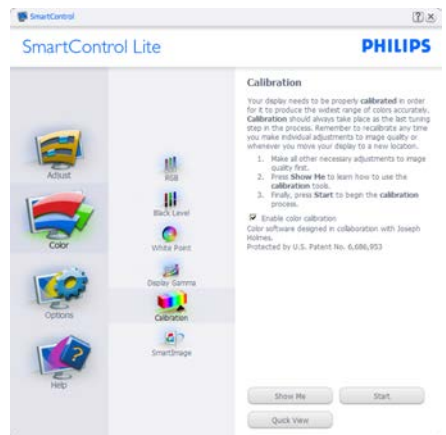 SmartControl
SmartControl Lite
PHILIPS
Adjust
Color
Options
Help
RGB
Black Level
White Point
Display Gamma
Calibration
SmartImage
Calibration
Your display needs to be properly calibrated in order
for it to produce the widest range of colors accurately.
Calibration should always take place as the last tuning
step in the process. Remember to recalibrate any time
you make individual adjustments to image quality or
whenever you move your display to a new location.
1. Make all other necessary adjustments to image
quality first.
2. Press Show Me to learn how to use the
calibration tools.
3. Finally, press Start to begin the calibration
process.
Enable color calibration
Color software designed in collaboration with Joseph
Holmes.
Protected by U.S. Patent No. 6,686,953
Show Me
Start
Quick View